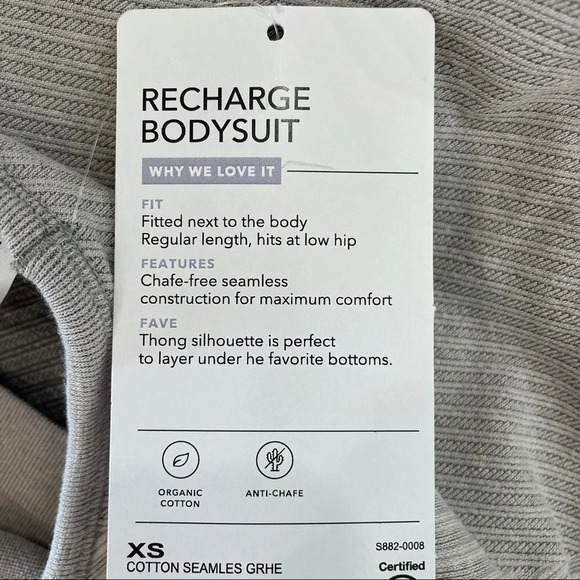 RECHARGE
BODYSUIT
WHY WE LOVE IT
FIT
Fitted next to the body
Regular length, hits at low hip
FEATURES
Chafe-free seamless
construction for maximum comfort
FAVE
Thong silhouette is perfect
to layer under he favorite bottoms.
ORGANIC
COTTON
ANTI-CHAFE
XS
S882-0008
COTTON SEAMLES GRHE
Certified